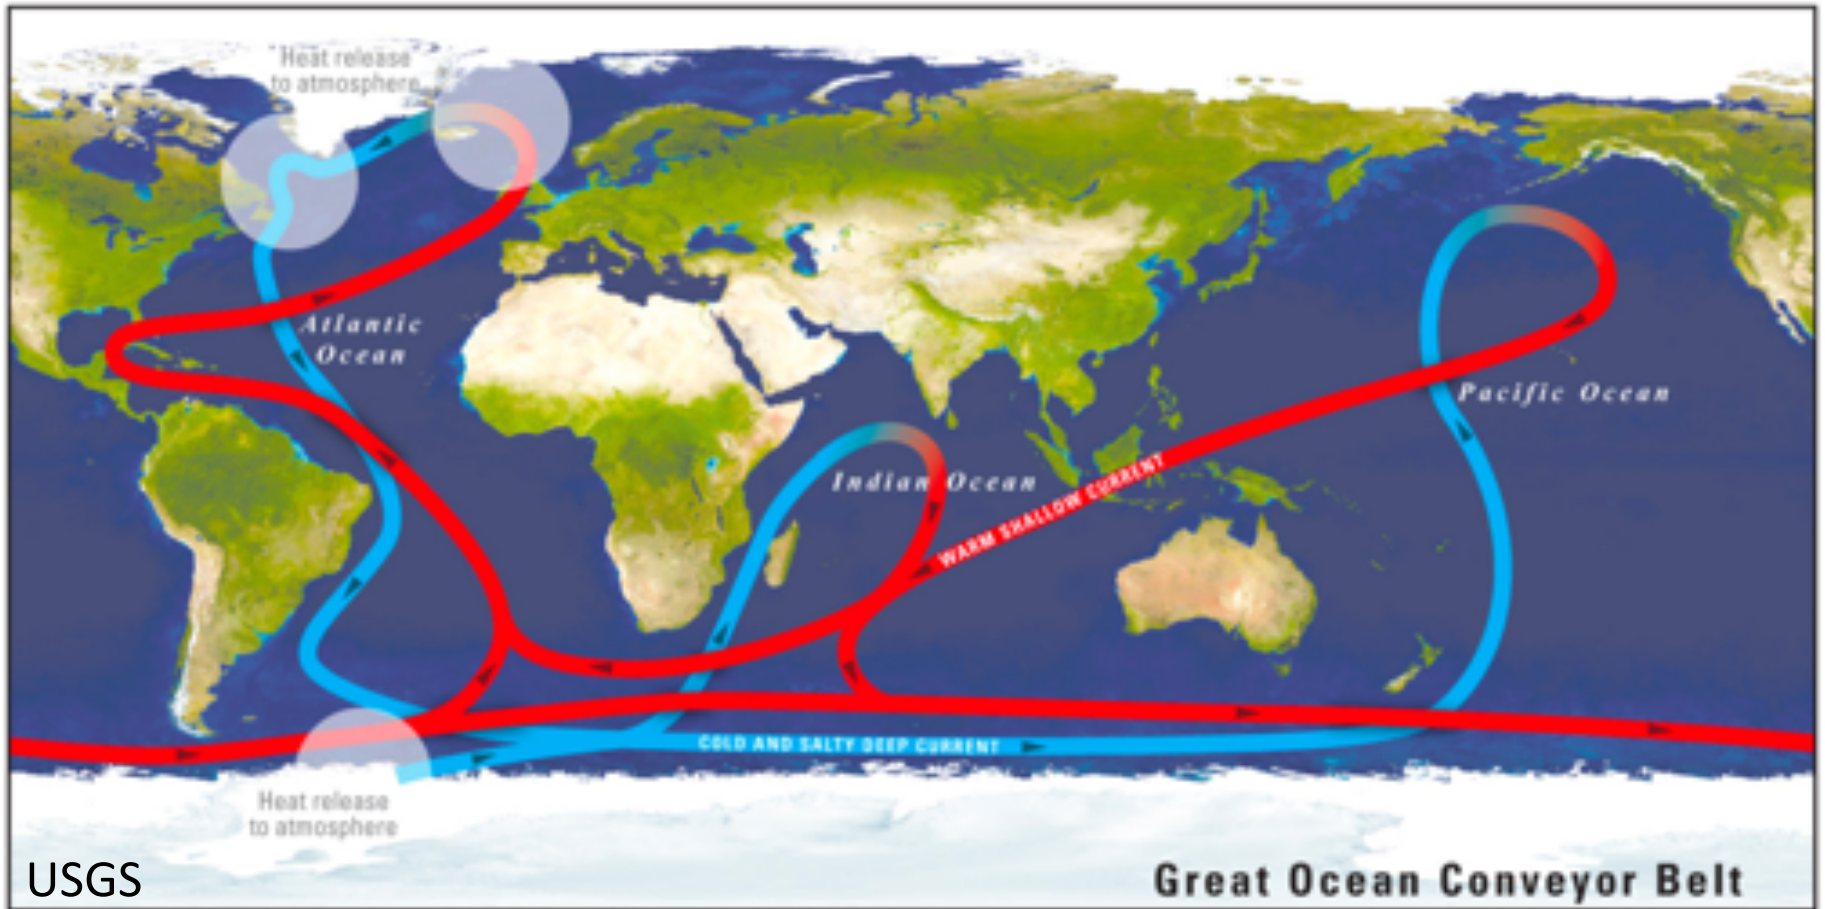 Heat release
to atmosphere
Atlantic
Ocean
Pacific Ocean
Indian Ocean
WARM SHALLOW CURRENT
COLD AND SALTY DEEP CURRENT
Heat release
to atmosphere
USGS
Great Ocean Conveyor Belt